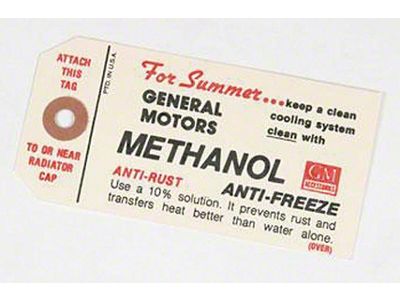 ATTACH
THIS
TAG
TO OR NEAR
RADIATOR
CAP
PTD. IN U.S.A.
For Summer...keep a clean
cooling system
clean with
GENERAL
MOTORS
METHANOL
ANTI-RUST
ANTI-FREEZE
GM
ACCESSORIES
Use a 10% solution. It prevents rust and
transfers heat better than water alone.
(OVER)